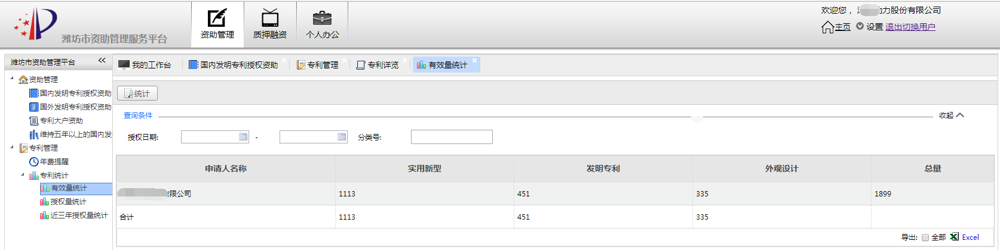 潍坊市资助管理服务平台
资助管理
质押融资
个人办公
欢迎您， 力股份有限公司
主页 设置 退出切换用户
潍坊市资助管理平台
资助管理
国内发明专利授权资助
国外发明专利授权资助
专利大户资助
维持五年以上的国内发
专利管理
年费提醒
专利统计
有效量统计
授权量统计
近三年授权量统计
我的工作台 国内发明专利授权资助 专利管理 专利详览 有效量统计
统计
查询条件 收起
授权日期: - 分类号:
申请人名称 实用新型 发明专利 外观设计 总量
限公司 1113 451 335 1899
合计 1113 451 335
导出: 全部 Excel